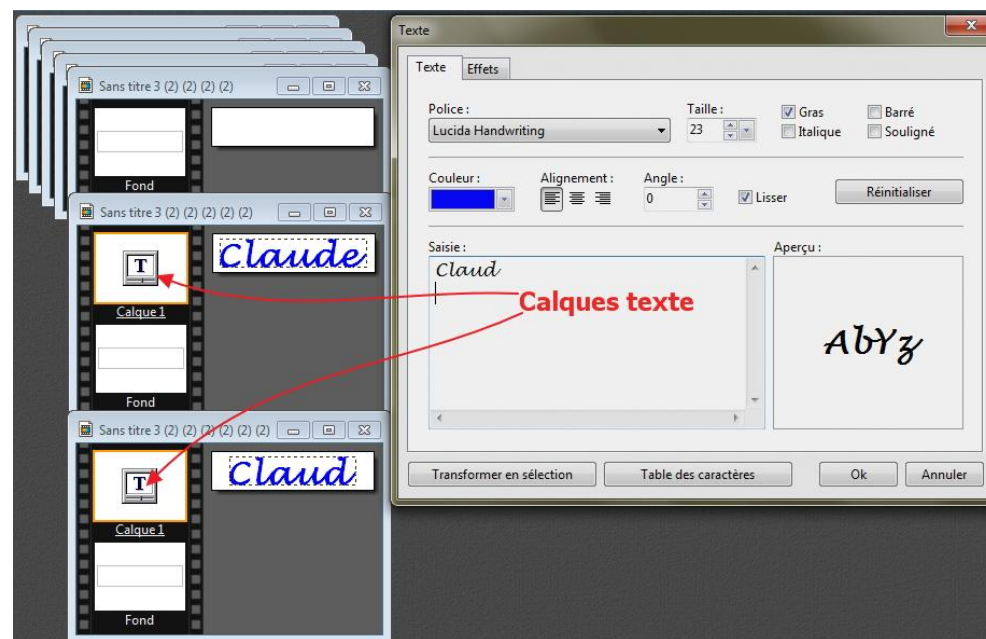 Sans titre 3 (2) (2) (2) (2)
Fond
Sans titre 3 (2) (2) (2) (2) (2)
T
Claude
Calque 1
Fond
Sans titre 3 (2) (2) (2) (2) (2) (2)
T
Claud
Calque 1
Fond
Texte
Texte Effets
Police : Taille :
Lucida Handwriting 23
Gras Barré
Italique Souligné
Couleur : Alignement : Angle :
0 Lisser Réinitialiser
Saisie : Aperçu :
Claud
Calques texte
AbYz
Transformer en sélection Table des caractères Ok Annuler